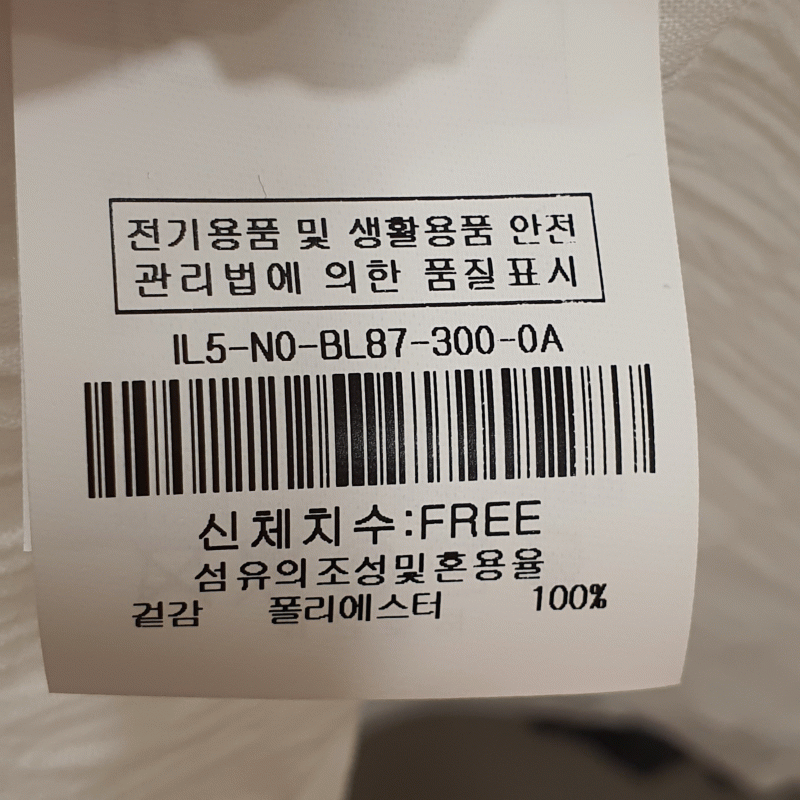 전기용품 및 생활용품 안전
관리법에 의한 품질표시
IL5-NO-BL87-300-0A
신체치수:FREE
섬유의조성및혼용율
겉감 폴리에스터 100%